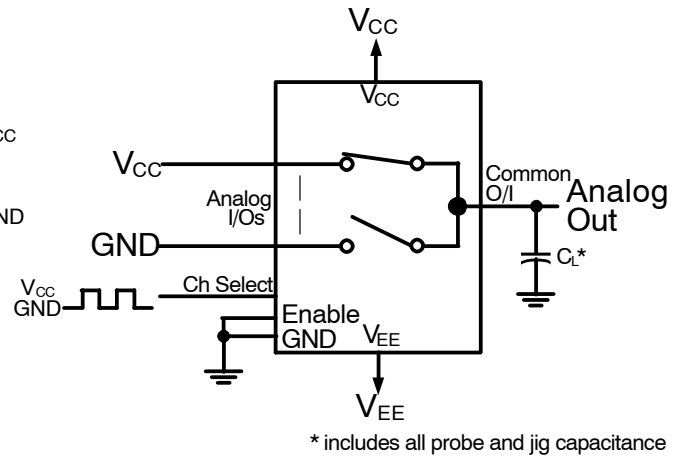 VCC
VCC
VCC
Analog
I/Os
GND
Ch Select
VCC
GND
Enable
GND
VEE
VEE
Common
O/I
Analog
Out
CL*
* includes all probe and jig capacitance